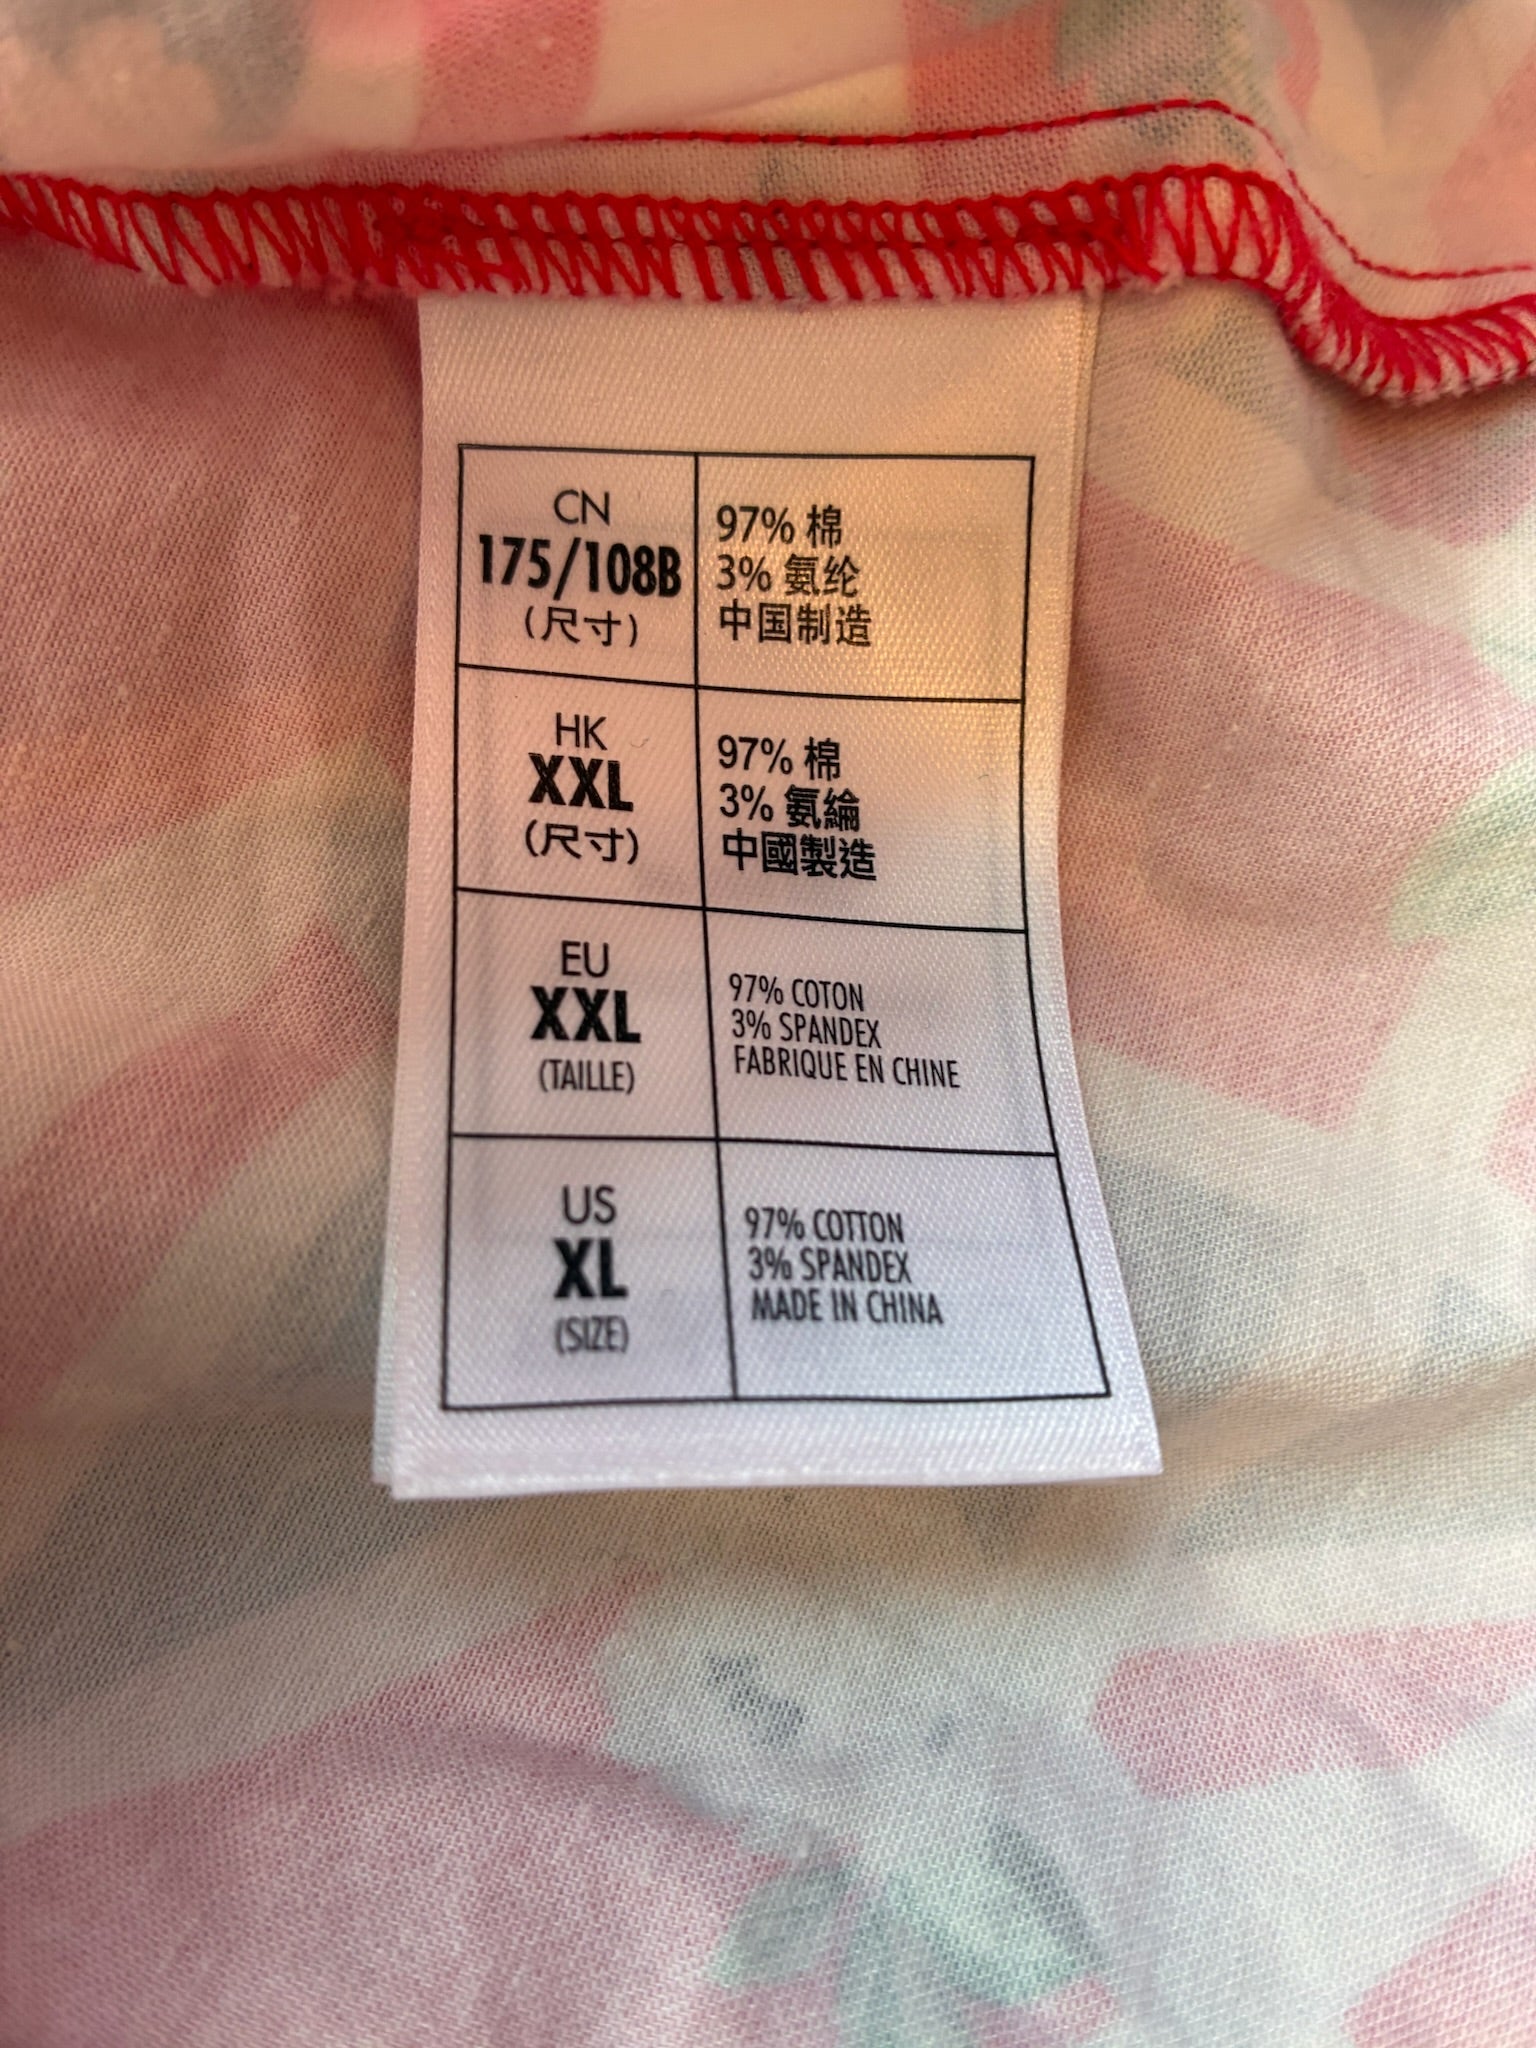 CN
175/108B
(尺寸)
97% 棉
3% 氨纶
中国制造
HK
XXL
(尺寸)
97% 棉
3% 氨綸
中國製造
EU
XXL
(TAILLE)
97% COTON
3% SPANDEX
FABRIQUE EN CHINE
US
XL
(SIZE)
97% COTTON
3% SPANDEX
MADE IN CHINA